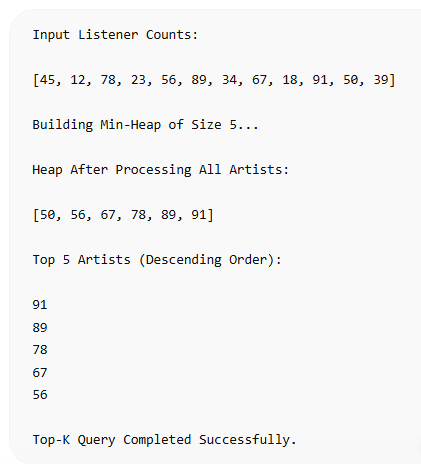 Input Listener Counts:
[45, 12, 78, 23, 56, 89, 34, 67, 18, 91, 50, 39]
Building Min-Heap of Size 5...
Heap After Processing All Artists:
[50, 56, 67, 78, 89, 91]
Top 5 Artists (Descending Order):
91
89
78
67
56
Top-K Query Completed Successfully.